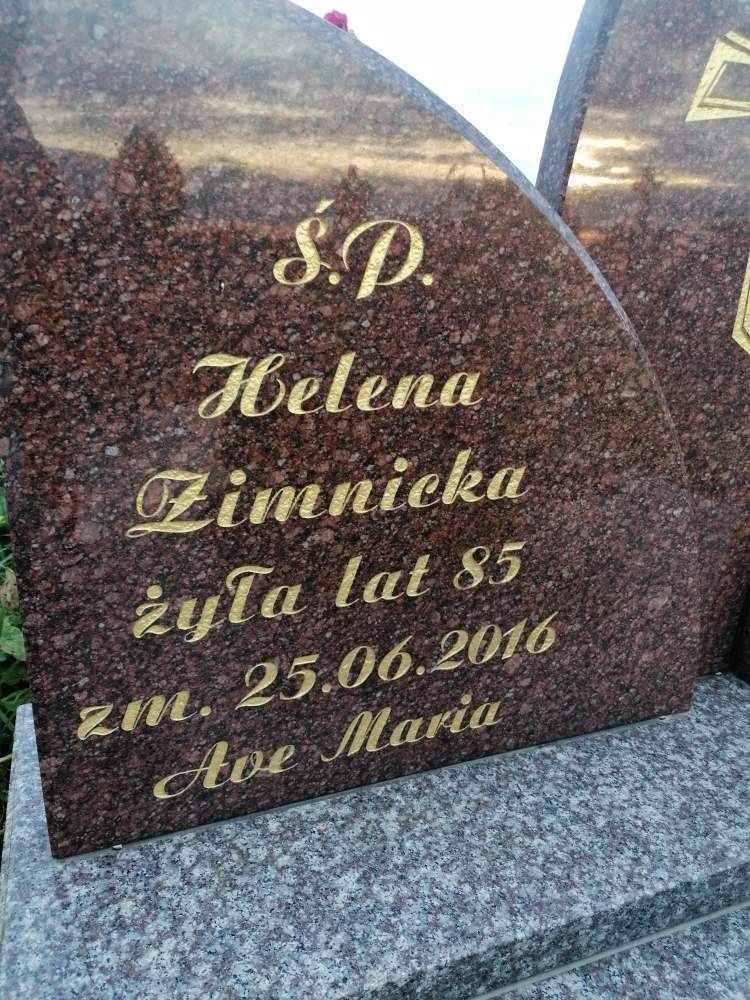 Ś.P.
Helena
Zimnicka
żyła lat 85
zm. 25.06.2016
Ave Maria